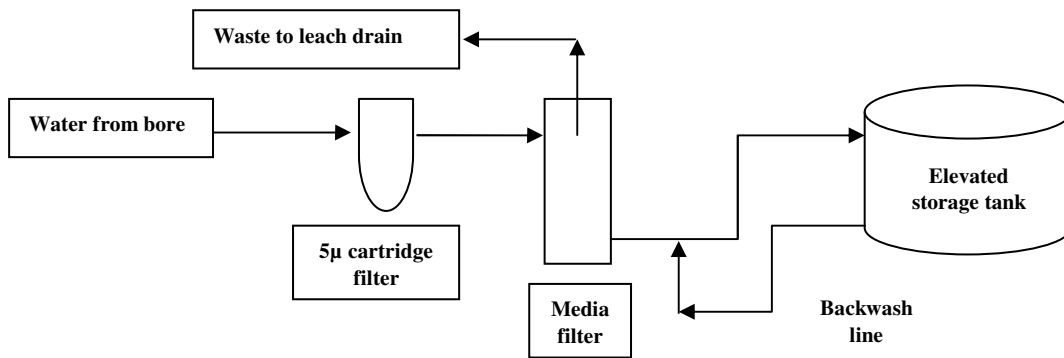 Waste to leach drain
Water from bore
Elevated
storage tank
5µ cartridge
filter
Media
filter
Backwash
line